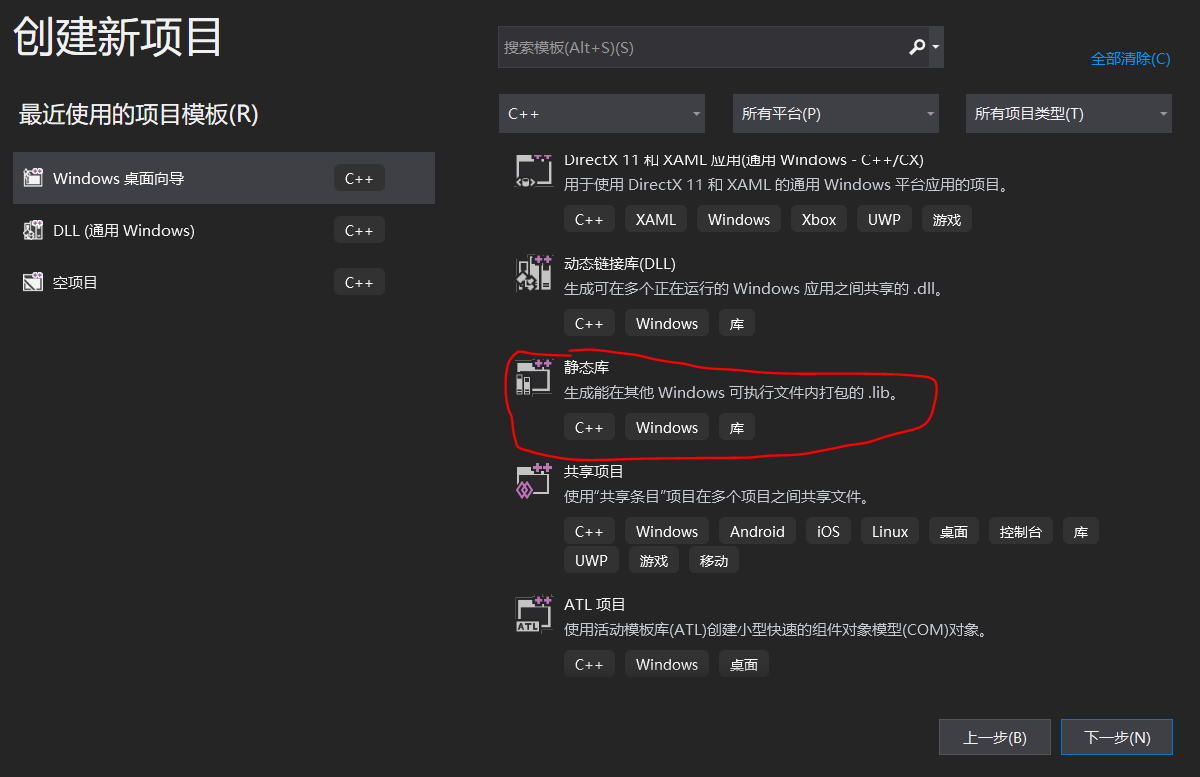 创建新项目
搜索模板(Alt+S)(S)
全部清除(C)
最近使用的项目模板(R)
C++
所有平台(P)
所有项目类型(T)
Windows 桌面向导
C++
DLL (通用 Windows)
C++
空项目
C++
DirectX 11 和 XAML 应用(通用 Windows - C++/CX)
用于使用 DirectX 11 和 XAML 的通用 Windows 平台应用的项目。
C++ XAML Windows Xbox UWP 游戏
动态链接库(DLL)
生成可在多个正在运行的 Windows 应用之间共享的 .dll。
C++ Windows 库
静态库
生成能在其他 Windows 可执行文件内打包的 .lib。
C++ Windows 库
共享项目
使用“共享条目”项目在多个项目之间共享文件。
C++ Windows Android iOS Linux 桌面 控制台 库
UWP 游戏 移动
ATL
ATL 项目
使用活动模板库(ATL)创建小型快速的组件对象模型(COM)对象。
C++ Windows 桌面
上一步(B)
下一步(N)